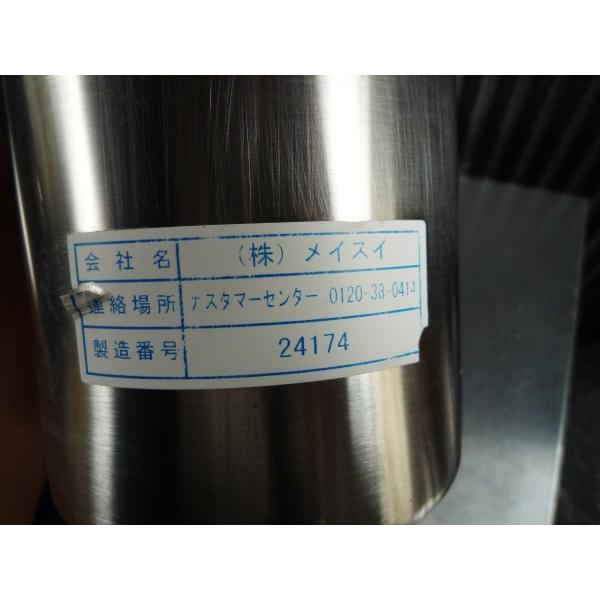 会社名 (株) メイスイ
連絡場所 カスタマーセンター 0120-38-0414
製造番号 24174